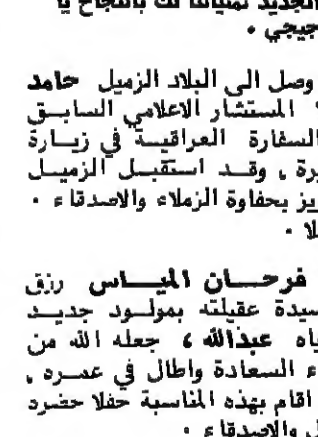 الجديد تمنياتنا لك بالنجاح يا
جيجي •
وصل الى البلاد الزميل حامد
المستشار الاعلامي السابق
السفارة العراقية في زيارة
يرة ، وقد استقبل الزميل
يز بحفاوة الزملاء والاصدقاء •
لا •
فرحان المياس رزق
سيدة عقيلته بمولود جديد
ياه عبدالله ، جعله الله من
ء السعادة واطال في عمره ،
اقام بهذه المناسبة حفلا حضره
ل والاصدقاء •